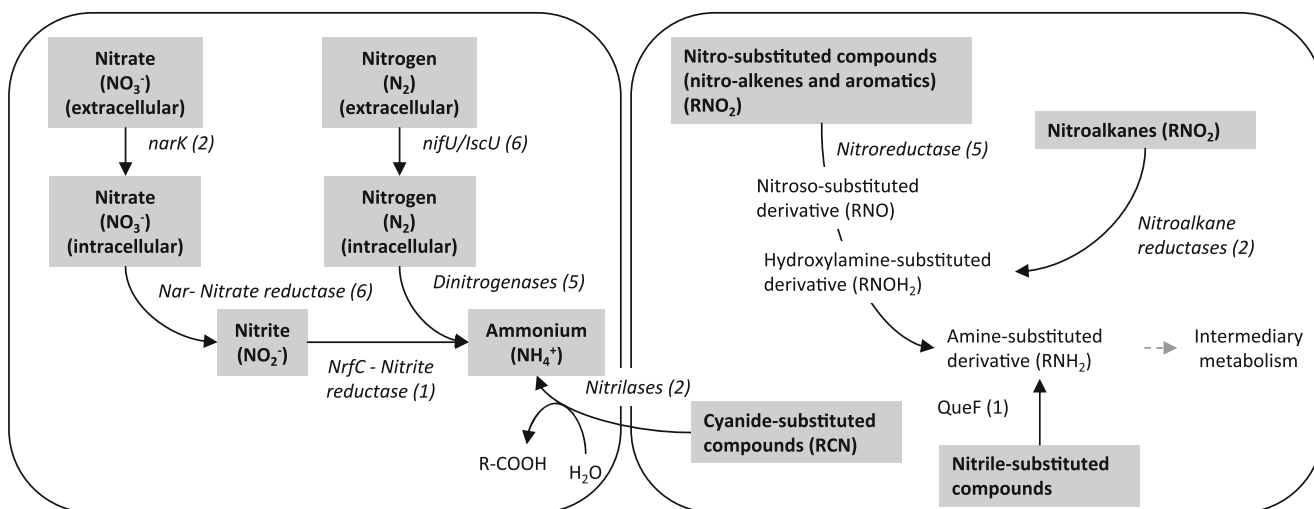 Nitrate
(NO₃⁻)
(extracellular)
narK (2)
Nitrate
(NO₃⁻)
(intracellular)
Nar- Nitrate reductase (6)
Nitrite
(NO₂⁻)
NrfC - Nitrite
reductase (1)
Nitrogen
(N₂)
(extracellular)
nifU/IscU (6)
Nitrogen
(N₂)
(intracellular)
Dinitrogenases (5)
Ammonium
(NH₄⁺)
Nitrilases (2)
R-COOH
H₂O
Nitro-substituted compounds
(nitro-alkenes and aromatics)
(RNO₂)
Nitroreductase (5)
Nitroso-substituted
derivative (RNO)
Hydroxylamine-substituted
derivative (RNOH₂)
Nitroalkanes (RNO₂)
Nitroalkane
reductases (2)
Amine-substituted
derivative (RNH₂)
Intermediary
metabolism
QueF (1)
Cyanide-substituted
compounds (RCN)
Nitrile-substituted
compounds